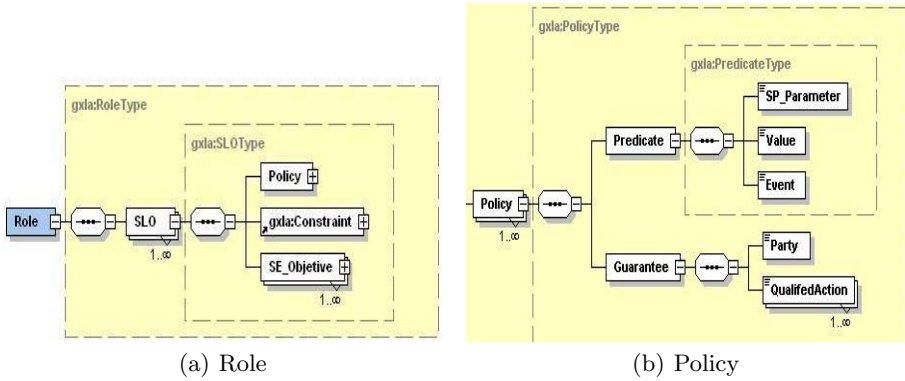 gxla:RoleType
gxla:SLOType
Role
SLO
1..∞
Policy
gxla:Constraint
SE_Objetive
1..∞
(a) Role
gxla:PolicyType
gxla:PredicateType
Policy
1..∞
Predicate
SP_Parameter
Value
Event
Guarantee
Party
QualifedAction
1..∞
(b) Policy